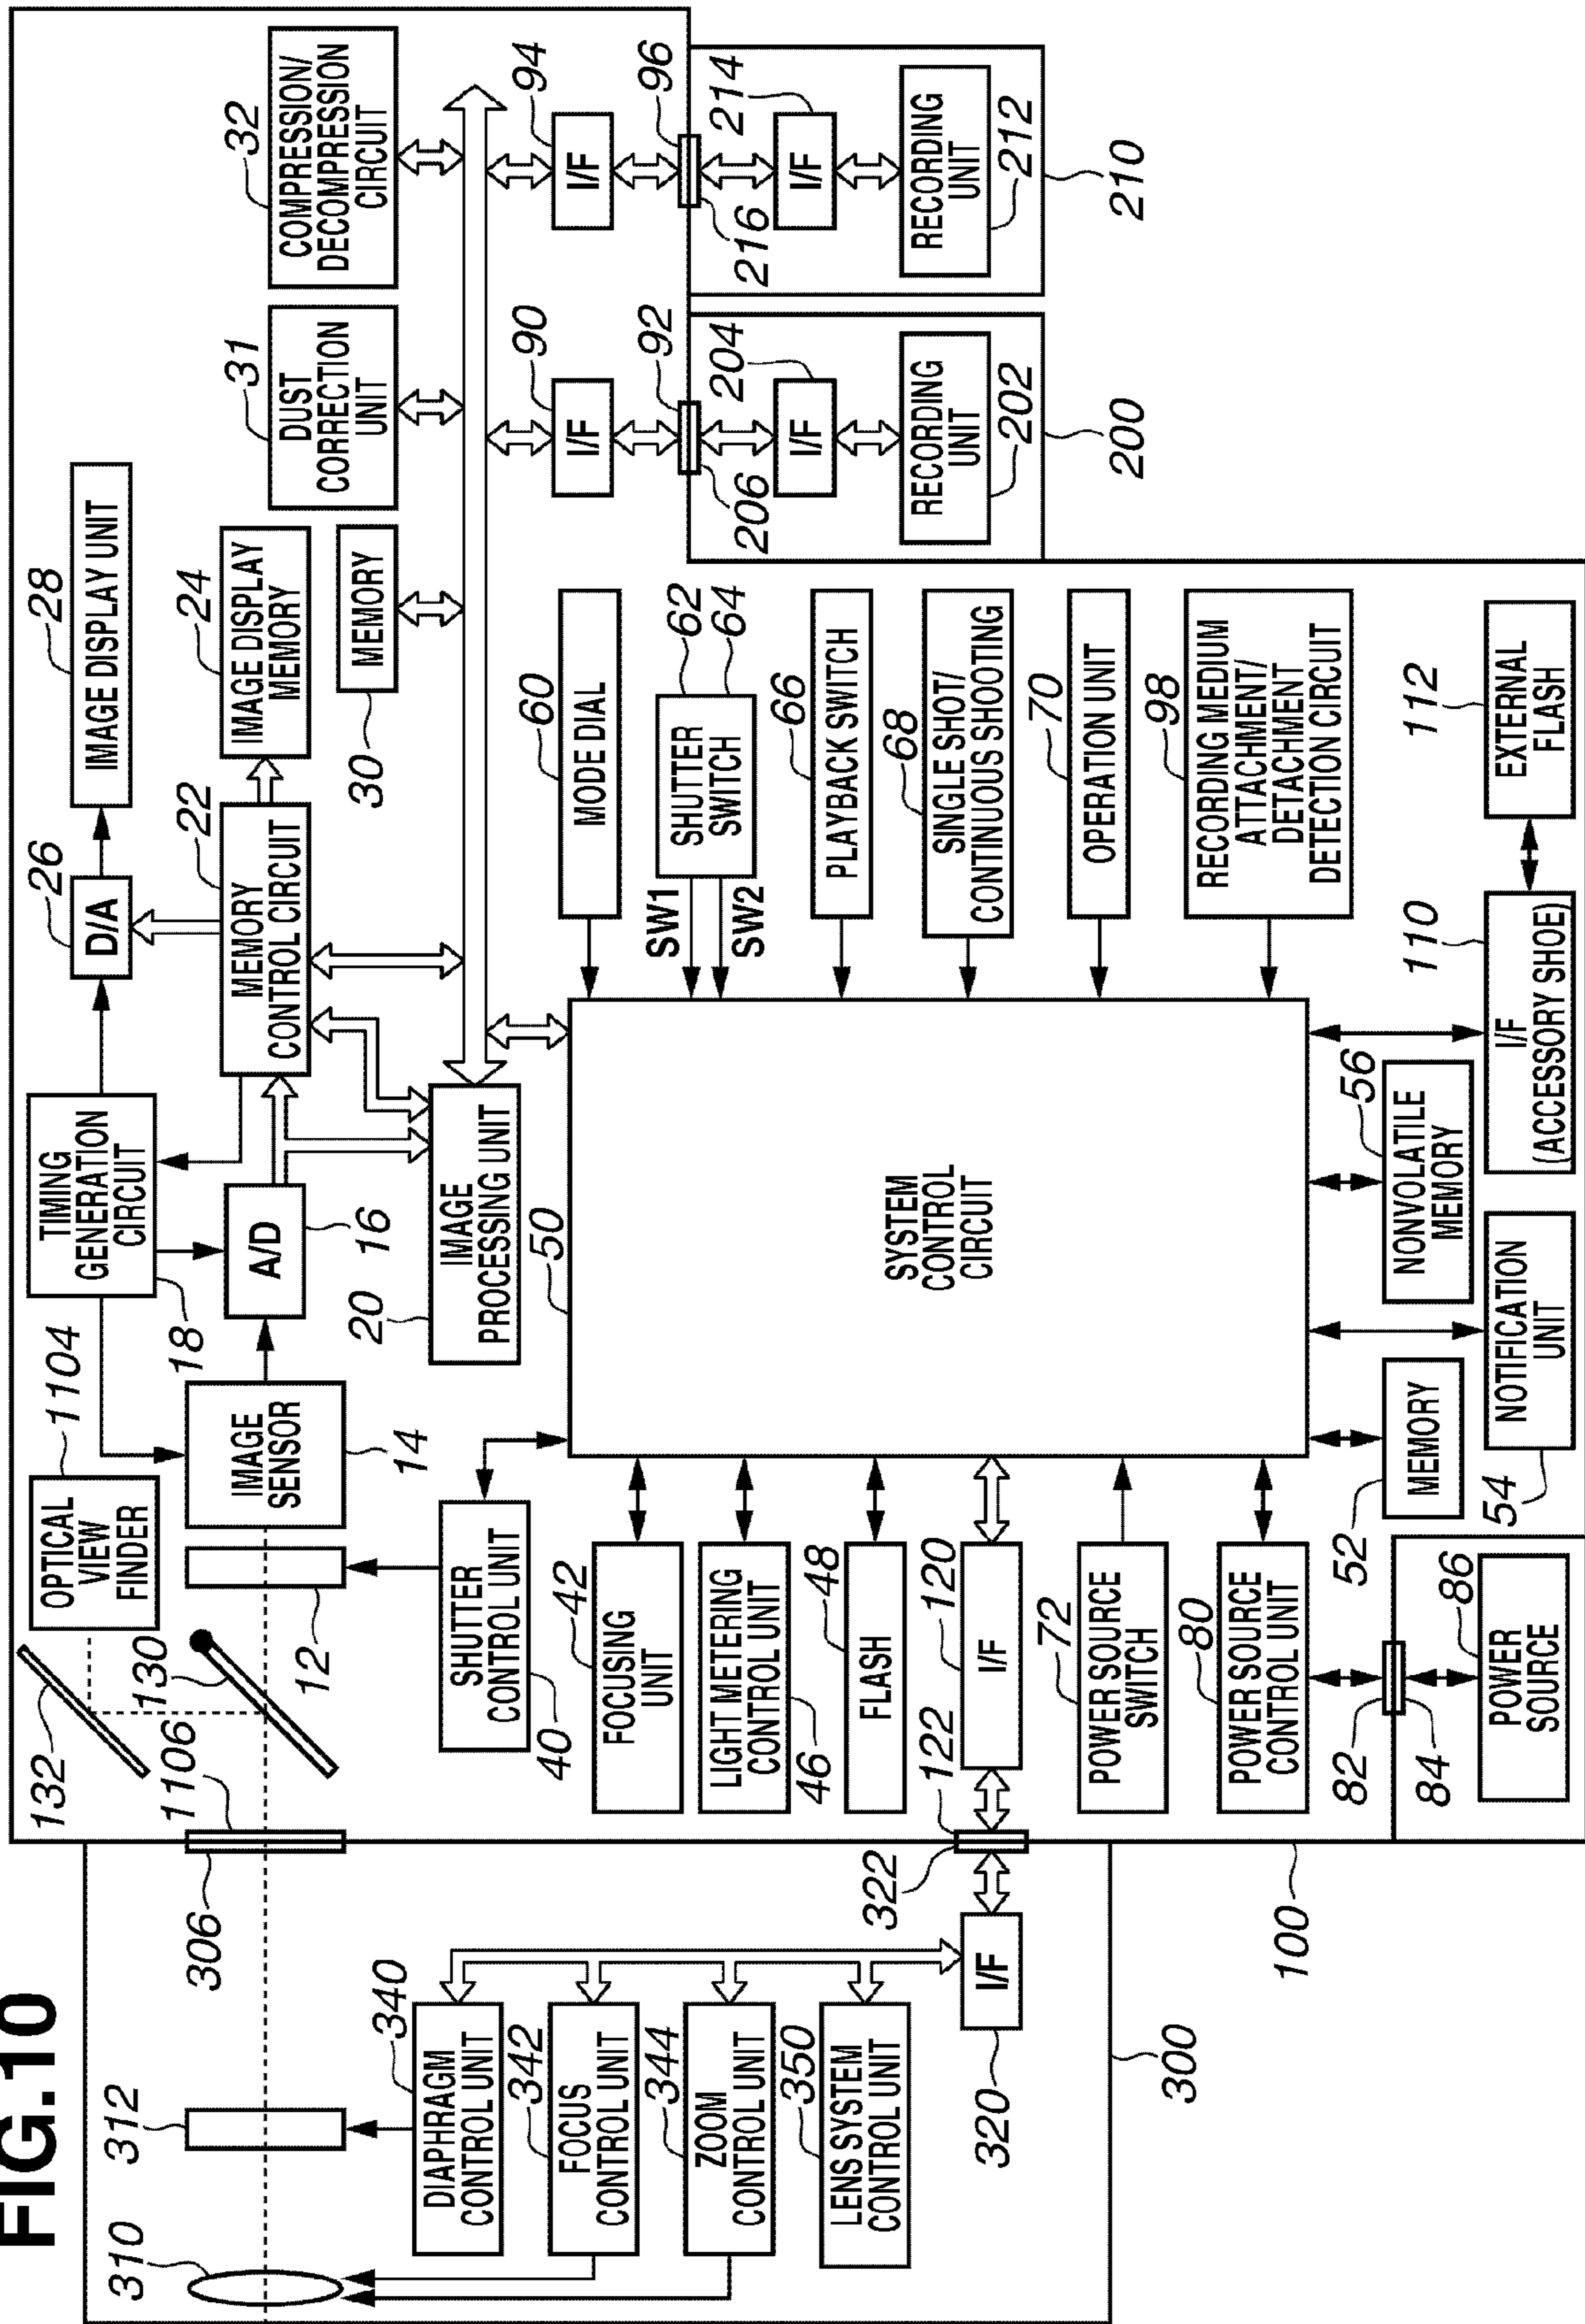 FIG.10
310
312
306
1106
132
130
1104
OPTICAL
VIEW
FINDER
12
IMAGE
SENSOR
14
18
TIMING
GENERATION
CIRCUIT
A/D
16
26
D/A
28
IMAGE DISPLAY UNIT
22
MEMORY
CONTROL CIRCUIT
24
IMAGE DISPLAY
MEMORY
MEMORY
30
31
DUST
CORRECTION
UNIT
32
COMPRESSION/
DECOMPRESSION
CIRCUIT
20
IMAGE
PROCESSING UNIT
340
DIAPHRAGM
CONTROL UNIT
342
FOCUS
CONTROL UNIT
344
ZOOM
CONTROL UNIT
350
LENS SYSTEM
CONTROL UNIT
I/F
320
322
122
300
100
SHUTTER
CONTROL UNIT
40
42
FOCUSING
UNIT
LIGHT METERING
CONTROL UNIT
46
FLASH
48
I/F
120
72
POWER SOURCE
SWITCH
80
POWER SOURCE
CONTROL UNIT
82
84
86
POWER
SOURCE
50
SYSTEM
CONTROL
CIRCUIT
52
MEMORY
54
NOTIFICATION
UNIT
56
NONVOLATILE
MEMORY
110
I/F
(ACCESSORY SHOE)
112
EXTERNAL
FLASH
60
MODE DIAL
SW1
SW2
SHUTTER
SWITCH
62
64
66
PLAYBACK SWITCH
68
SINGLE SHOT/
CONTINUOUS SHOOTING
70
OPERATION UNIT
98
RECORDING MEDIUM
ATTACHMENT/
DETACHMENT
DETECTION CIRCUIT
I/F
90
92
206
204
I/F
RECORDING
UNIT
202
200
I/F
94
96
216
214
I/F
RECORDING
UNIT
212
210